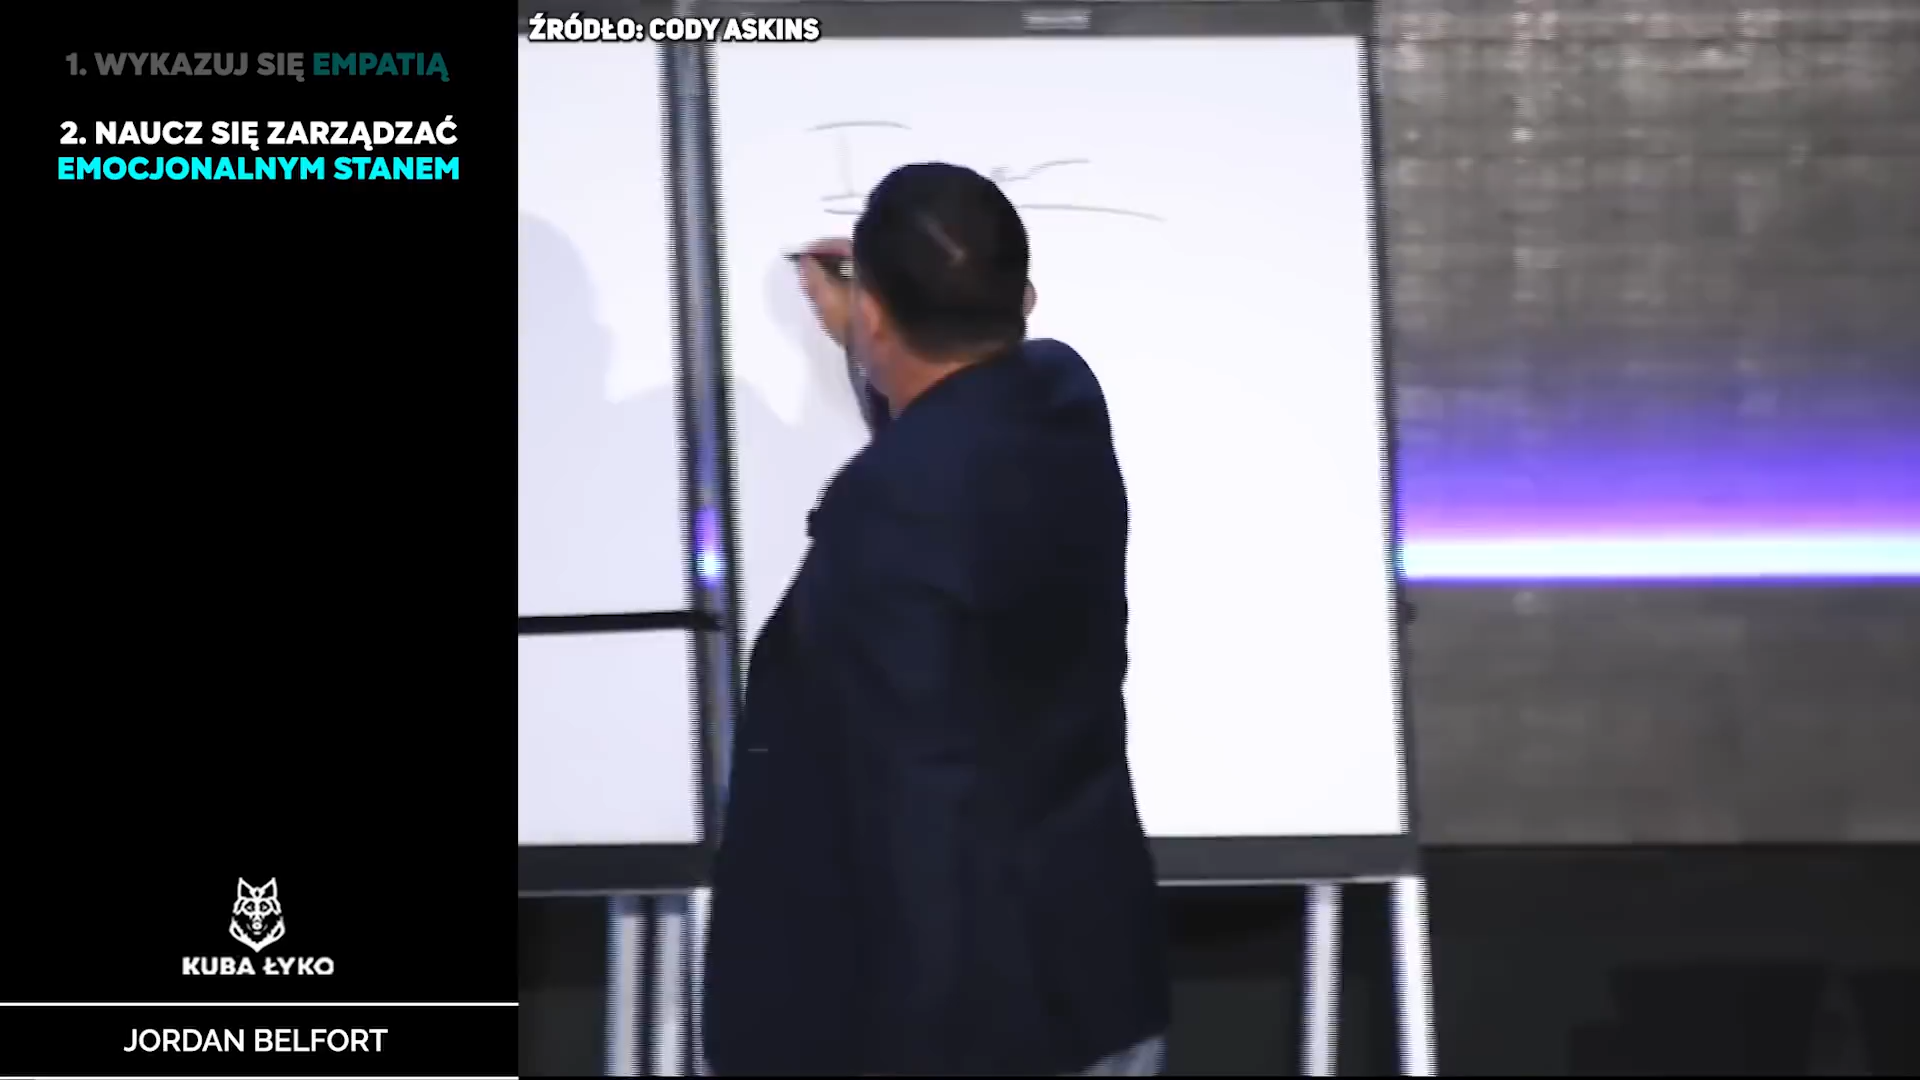 1. WYKAZUJ SIĘ EMPATIĄ
2. NAUCZ SIĘ ZARZĄDZAĆ
EMOCJONALNYM STANEM
KUBA ŁYKO
JORDAN BELFORT
ŹRÓDŁO: CODY ASKINS